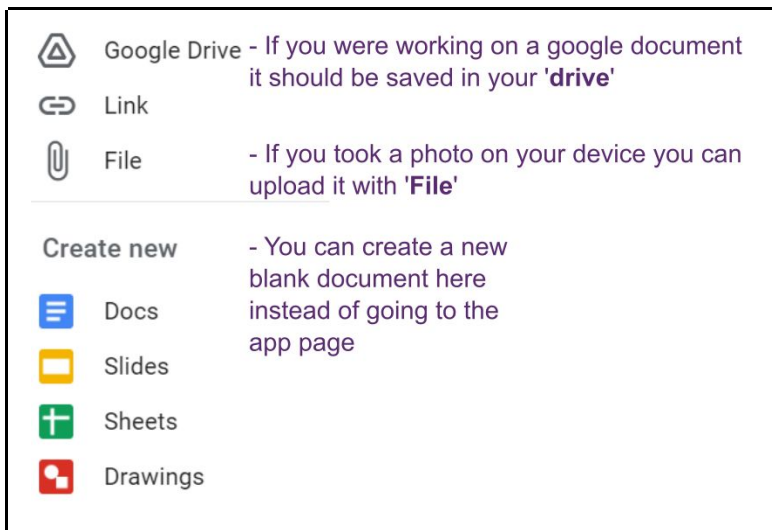 Google Drive - If you were working on a google document
it should be saved in your 'drive'
Link
File - If you took a photo on your device you can
upload it with 'File'
Create new - You can create a new
blank document here
instead of going to the
app page
Docs
Slides
Sheets
Drawings